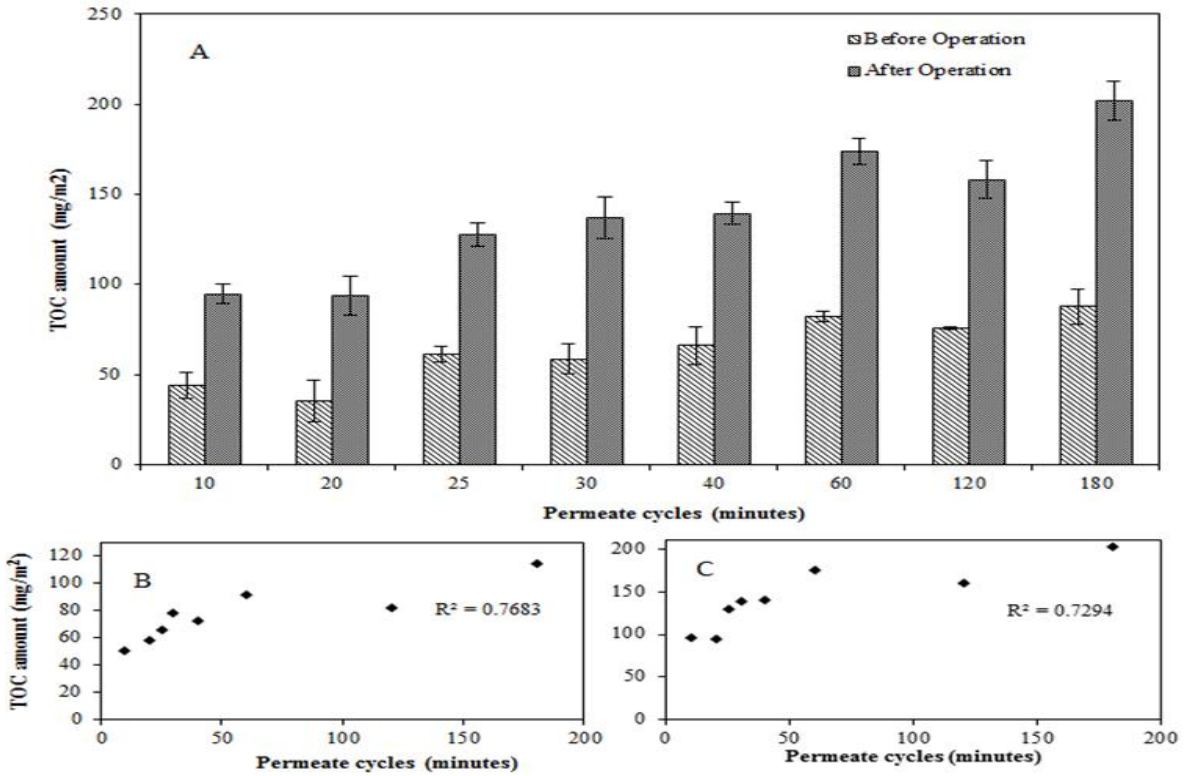 250
200
150
100
50
0
TOC amount (mg/m2)
A
Before Operation
After Operation
10 20 25 30 40 60 120 180
Permeate cycles (minutes)
120
100
80
60
40
20
0
TOC amount (mg/m²)
B
R² = 0.7683
0 50 100 150 200
Permeate cycles (minutes)
200
150
100
50
0
C
R² = 0.7294
0 50 100 150 200
Permeate cycles (minutes)